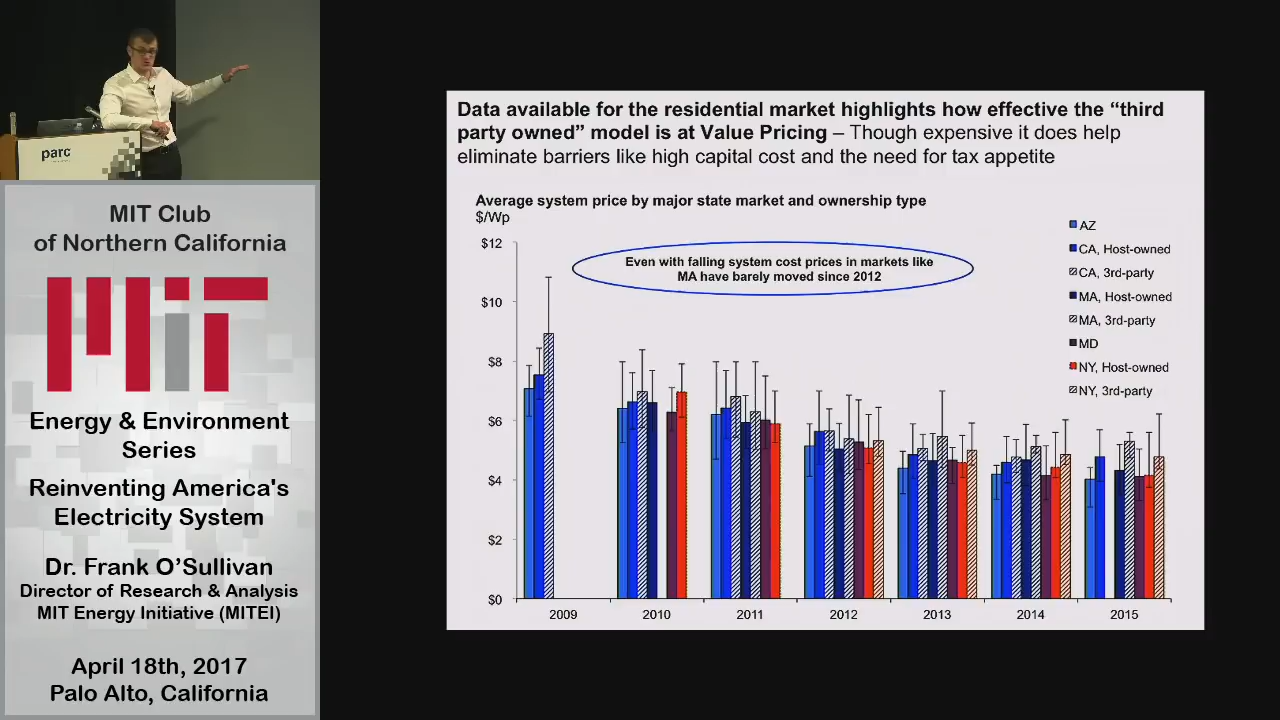 parc
MIT Club
of Northern California
MIT
Energy & Environment
Series
Reinventing America's
Electricity System
Dr. Frank O'Sullivan
Director of Research & Analysis
MIT Energy Initiative (MITEI)
April 18th, 2017
Palo Alto, California
Data available for the residential market highlights how effective the “third
party owned” model is at Value Pricing – Though expensive it does help
eliminate barriers like high capital cost and the need for tax appetite
Average system price by major state market and ownership type
$/Wp
Even with falling system cost prices in markets like
MA have barely moved since 2012
AZ
CA, Host-owned
CA, 3rd-party
MA, Host-owned
MA, 3rd-party
MD
NY, Host-owned
NY, 3rd-party
$12
$10
$8
$6
$4
$2
$0
2009 2010 2011 2012 2013 2014 2015